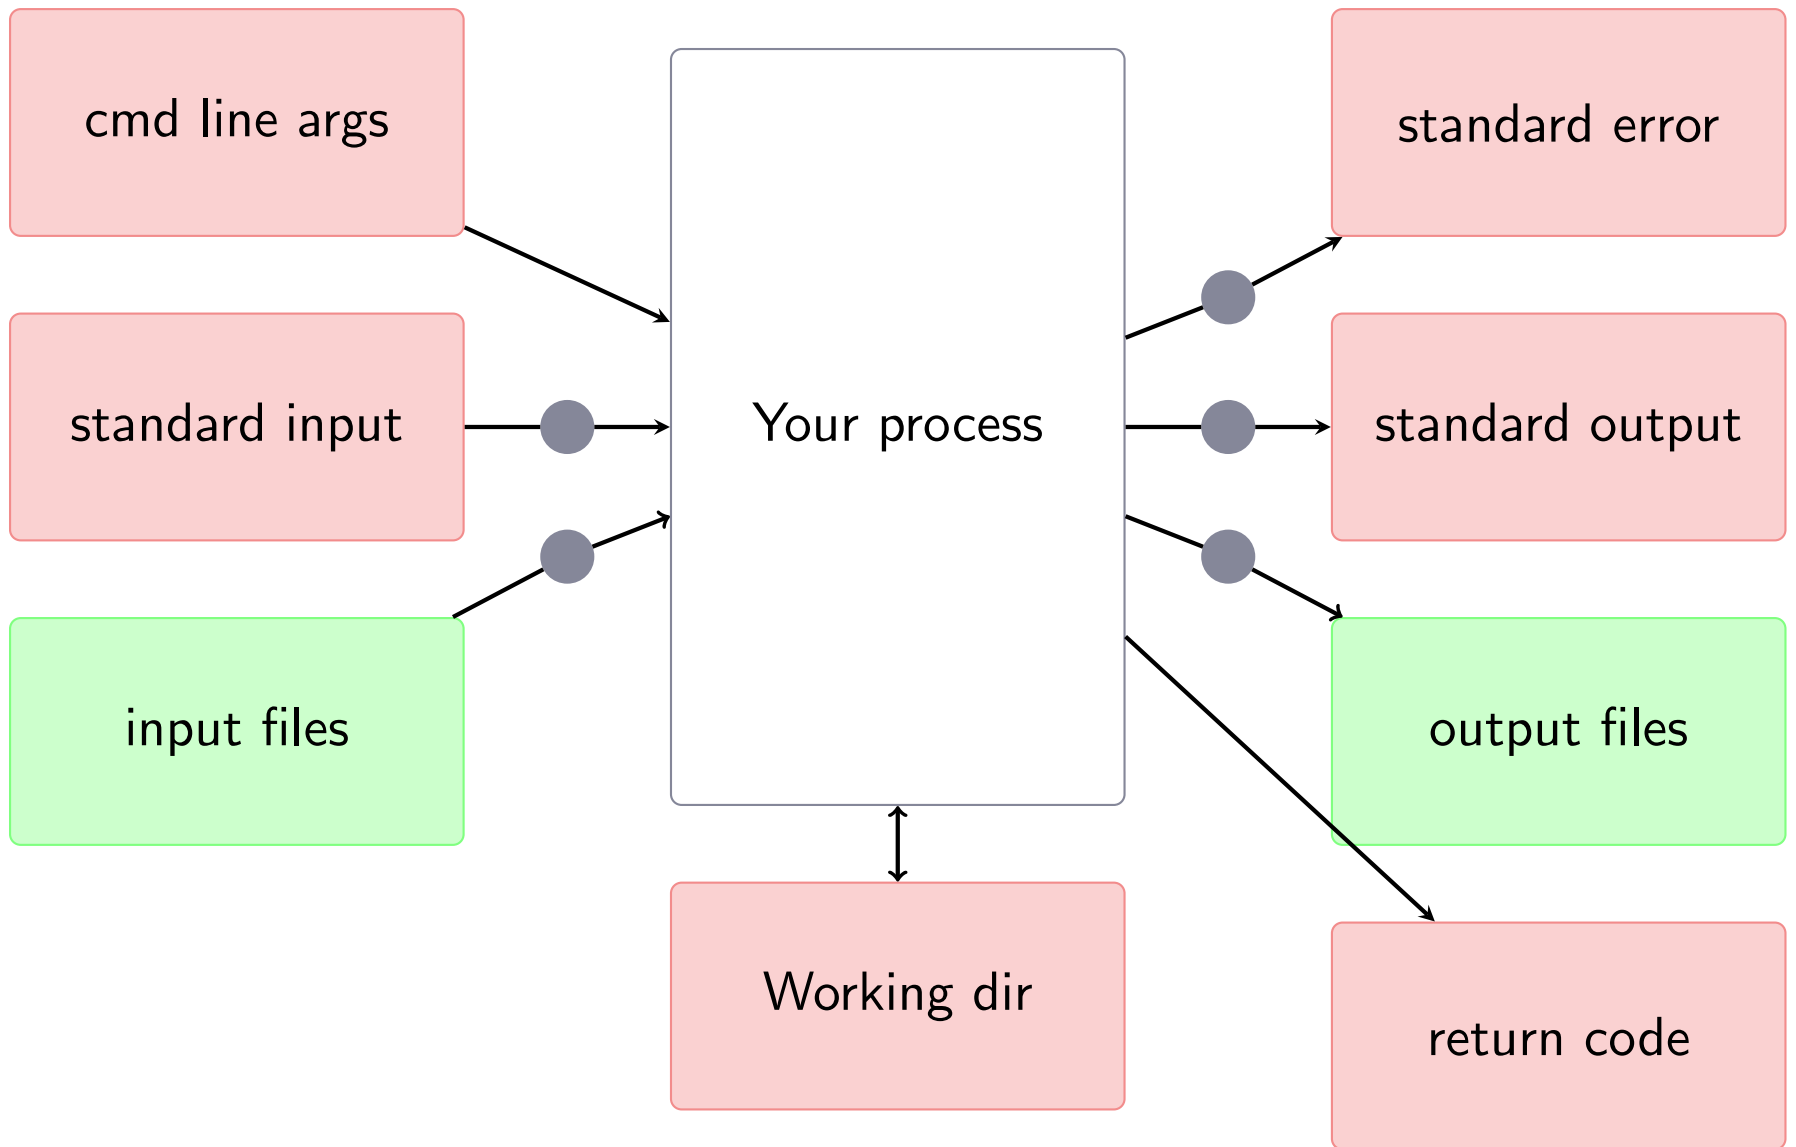 cmd line args
standard input
input files
Your process
Working dir
standard error
standard output
output files
return code